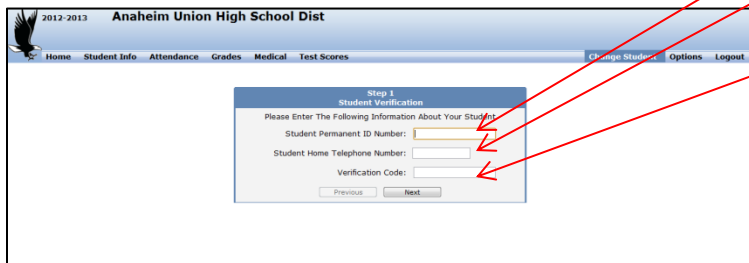 2012-2013 Anaheim Union High School Dist
Home Student Info Attendance Grades Medical Test Scores Change Student Options Logout
Step 1
Student Verification
Please Enter The Following Information About Your Student
Student Permanent ID Number:
Student Home Telephone Number:
Verification Code:
Previous Next